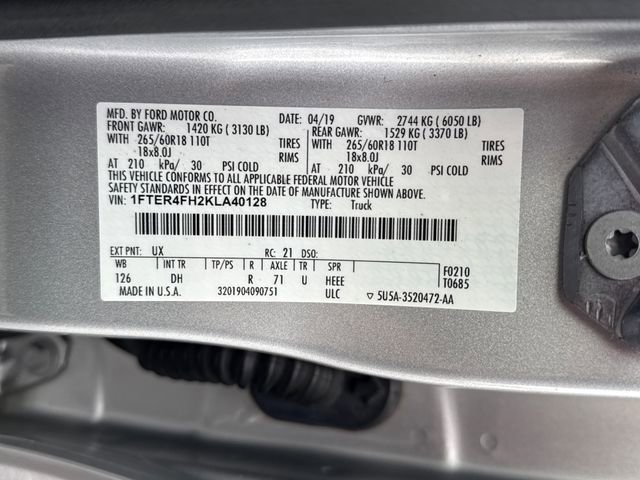 MFD. BY FORD MOTOR CO. DATE: 04/19 GVWR: 2744 KG ( 6050 LB)
FRONT GAWR: 1420 KG ( 3130 LB) REAR GAWR: 1529 KG ( 3370 LB)
WITH 265/60R18 110T TIRES WITH 265/60R18 110T TIRES
18x8.0J RIMS 18x8.0J RIMS
AT 210 kPa/ 30 PSI COLD AT 210 kPa/ 30 PSI COLD
THIS VEHICLE CONFORMS TO ALL APPLICABLE FEDERAL MOTOR VEHICLE
SAFETY STANDARDS IN EFFECT ON THE DATE OF MANUFACTURE SHOWN ABOVE.
VIN: 1FTER4FH2KLA40128 TYPE: Truck
EXT PNT: UX RC: 21 DSO:
WB INT TR TP/PS R AXLE TR SPR F0210
126 DH R 71 U HEEE T0685
MADE IN U.S.A. 3201904090751 ULC ▽ 5U5A-3520472-AA